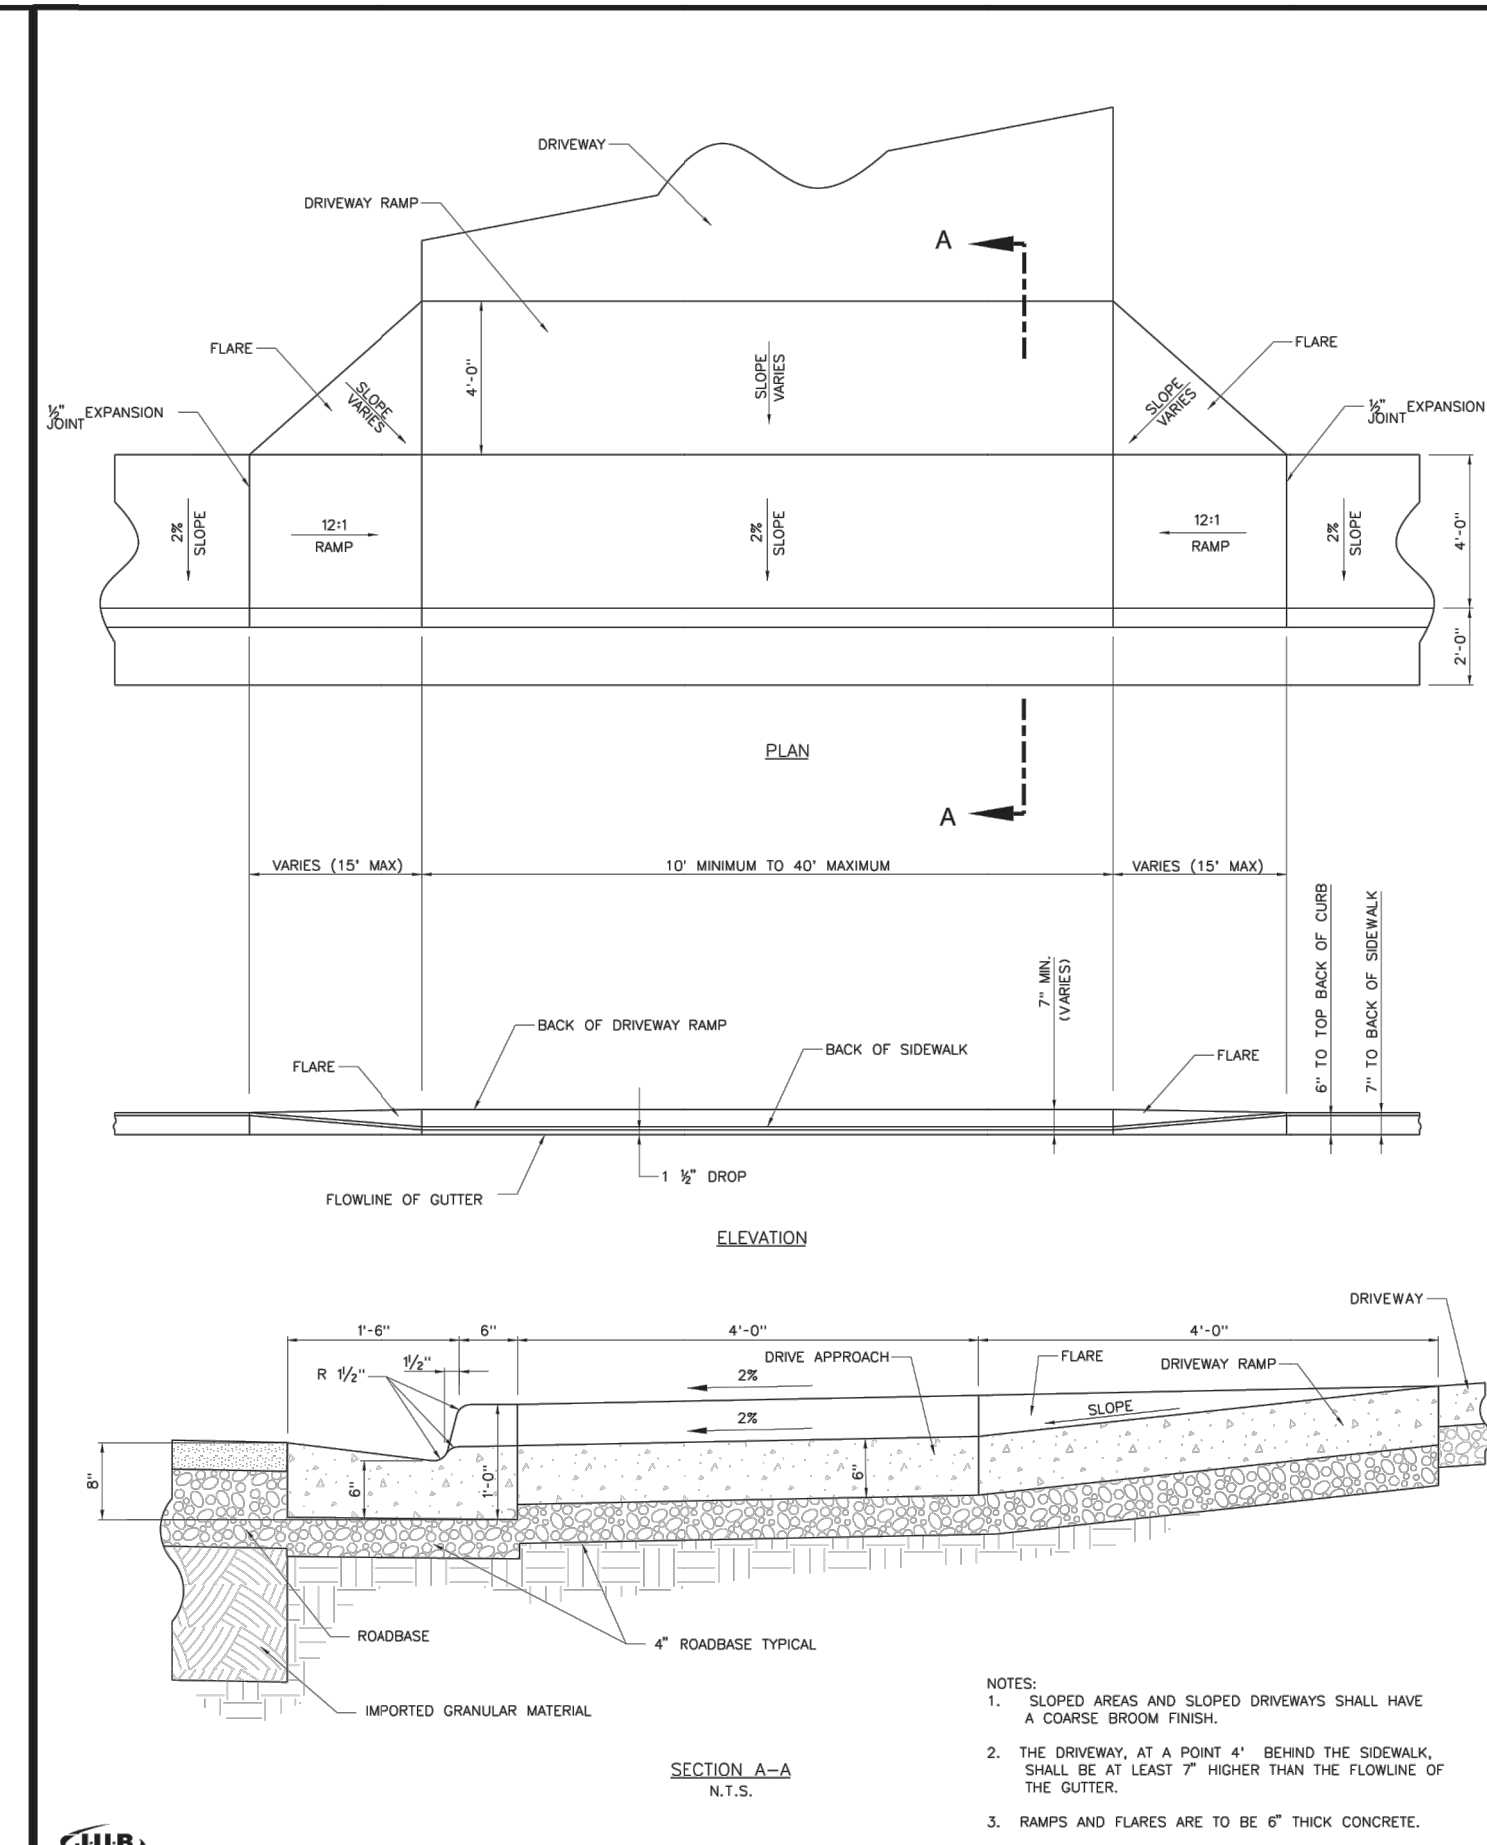 DRIVEWAY
DRIVEWAY RAMP
A
FLARE
FLARE
4'-0"
SLOPE
VARIES
SLOPE
VARIES
SLOPE
VARIES
½" EXPANSION
JOINT
½" EXPANSION
JOINT
2%
SLOPE
12:1
RAMP
2%
SLOPE
12:1
RAMP
2%
SLOPE
4'-0"
2'-0"
PLAN
A
VARIES (15' MAX)
10' MINIMUM TO 40' MAXIMUM
VARIES (15' MAX)
7" MIN.
(VARIES)
6" TO TOP BACK OF CURB
7" TO BACK OF SIDEWALK
BACK OF DRIVEWAY RAMP
BACK OF SIDEWALK
FLARE
FLARE
1 ½" DROP
FLOWLINE OF GUTTER
ELEVATION
DRIVEWAY
1'-6"
6"
4'-0"
4'-0"
1½"
R 1½"
DRIVE APPROACH
FLARE
DRIVEWAY RAMP
2%
2%
SLOPE
8"
6"
1'-0"
6"
ROADBASE
4" ROADBASE TYPICAL
IMPORTED GRANULAR MATERIAL
SECTION A-A
N.T.S.
NOTES:
1. SLOPED AREAS AND SLOPED DRIVEWAYS SHALL HAVE
A COARSE BROOM FINISH.
2. THE DRIVEWAY, AT A POINT 4' BEHIND THE SIDEWALK,
SHALL BE AT LEAST 7" HIGHER THAN THE FLOWLINE OF
THE GUTTER.
3. RAMPS AND FLARES ARE TO BE 6" THICK CONCRETE.